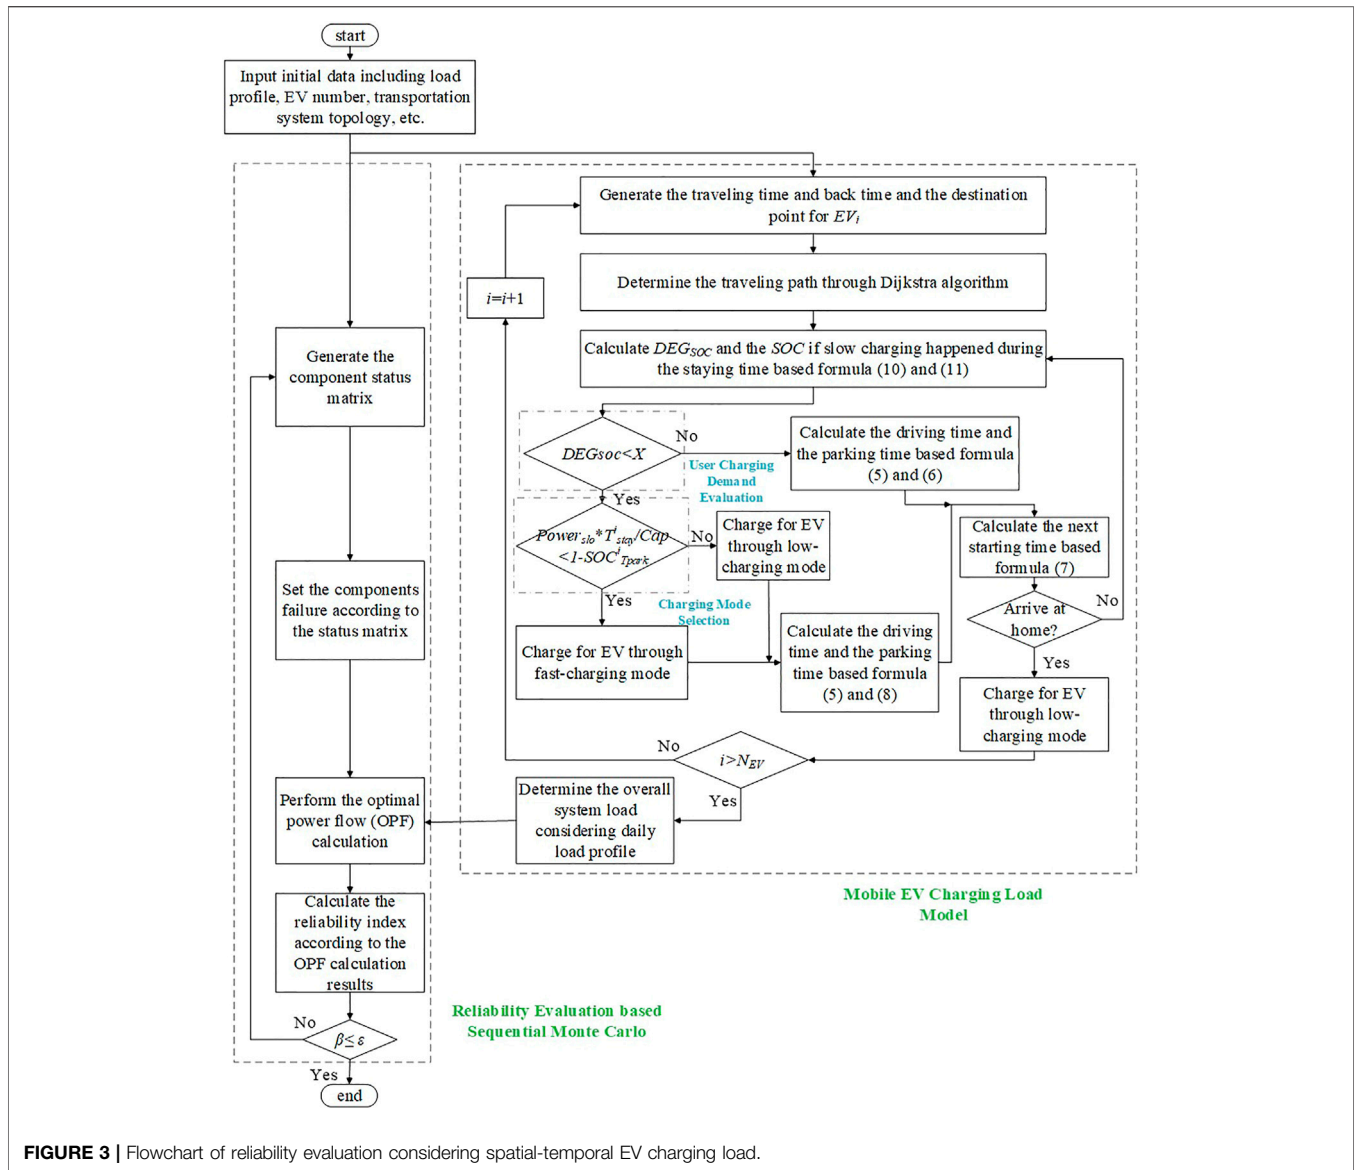 start
Input initial data including load
profile, EV number, transportation
system topology, etc.
Generate the traveling time and back time and the destination
point for EVi
i=i+1
Determine the traveling path through Dijkstra algorithm
Generate the
component status
matrix
Calculate DEGSOC and the SOC if slow charging happened during
the staying time based formula (10) and (11)
DEGsoc<X
No
User Charging
Demand
Evaluation
Yes
Calculate the driving time and
the parking time based formula
(5) and (6)
Powerslo*Tistay/Cap
<1-SOCiTpark
No
Charge for EV
through low-
charging mode
Calculate the next
starting time based
formula (7)
Set the components
failure according to
the status matrix
Yes
Charging Mode
Selection
Arrive at
home?
No
Yes
Charge for EV through
fast-charging mode
Calculate the driving
time and the parking
time based formula
(5) and (8)
Charge for EV
through low-
charging mode
No
i>NEV
Yes
Perform the optimal
power flow (OPF)
calculation
Determine the overall
system load
considering daily
load profile
Mobile EV Charging Load
Model
Calculate the
reliability index
according to the
OPF calculation
results
Reliability Evaluation based
Sequential Monte Carlo
No
β≤ε
Yes
end
FIGURE 3 | Flowchart of reliability evaluation considering spatial-temporal EV charging load.